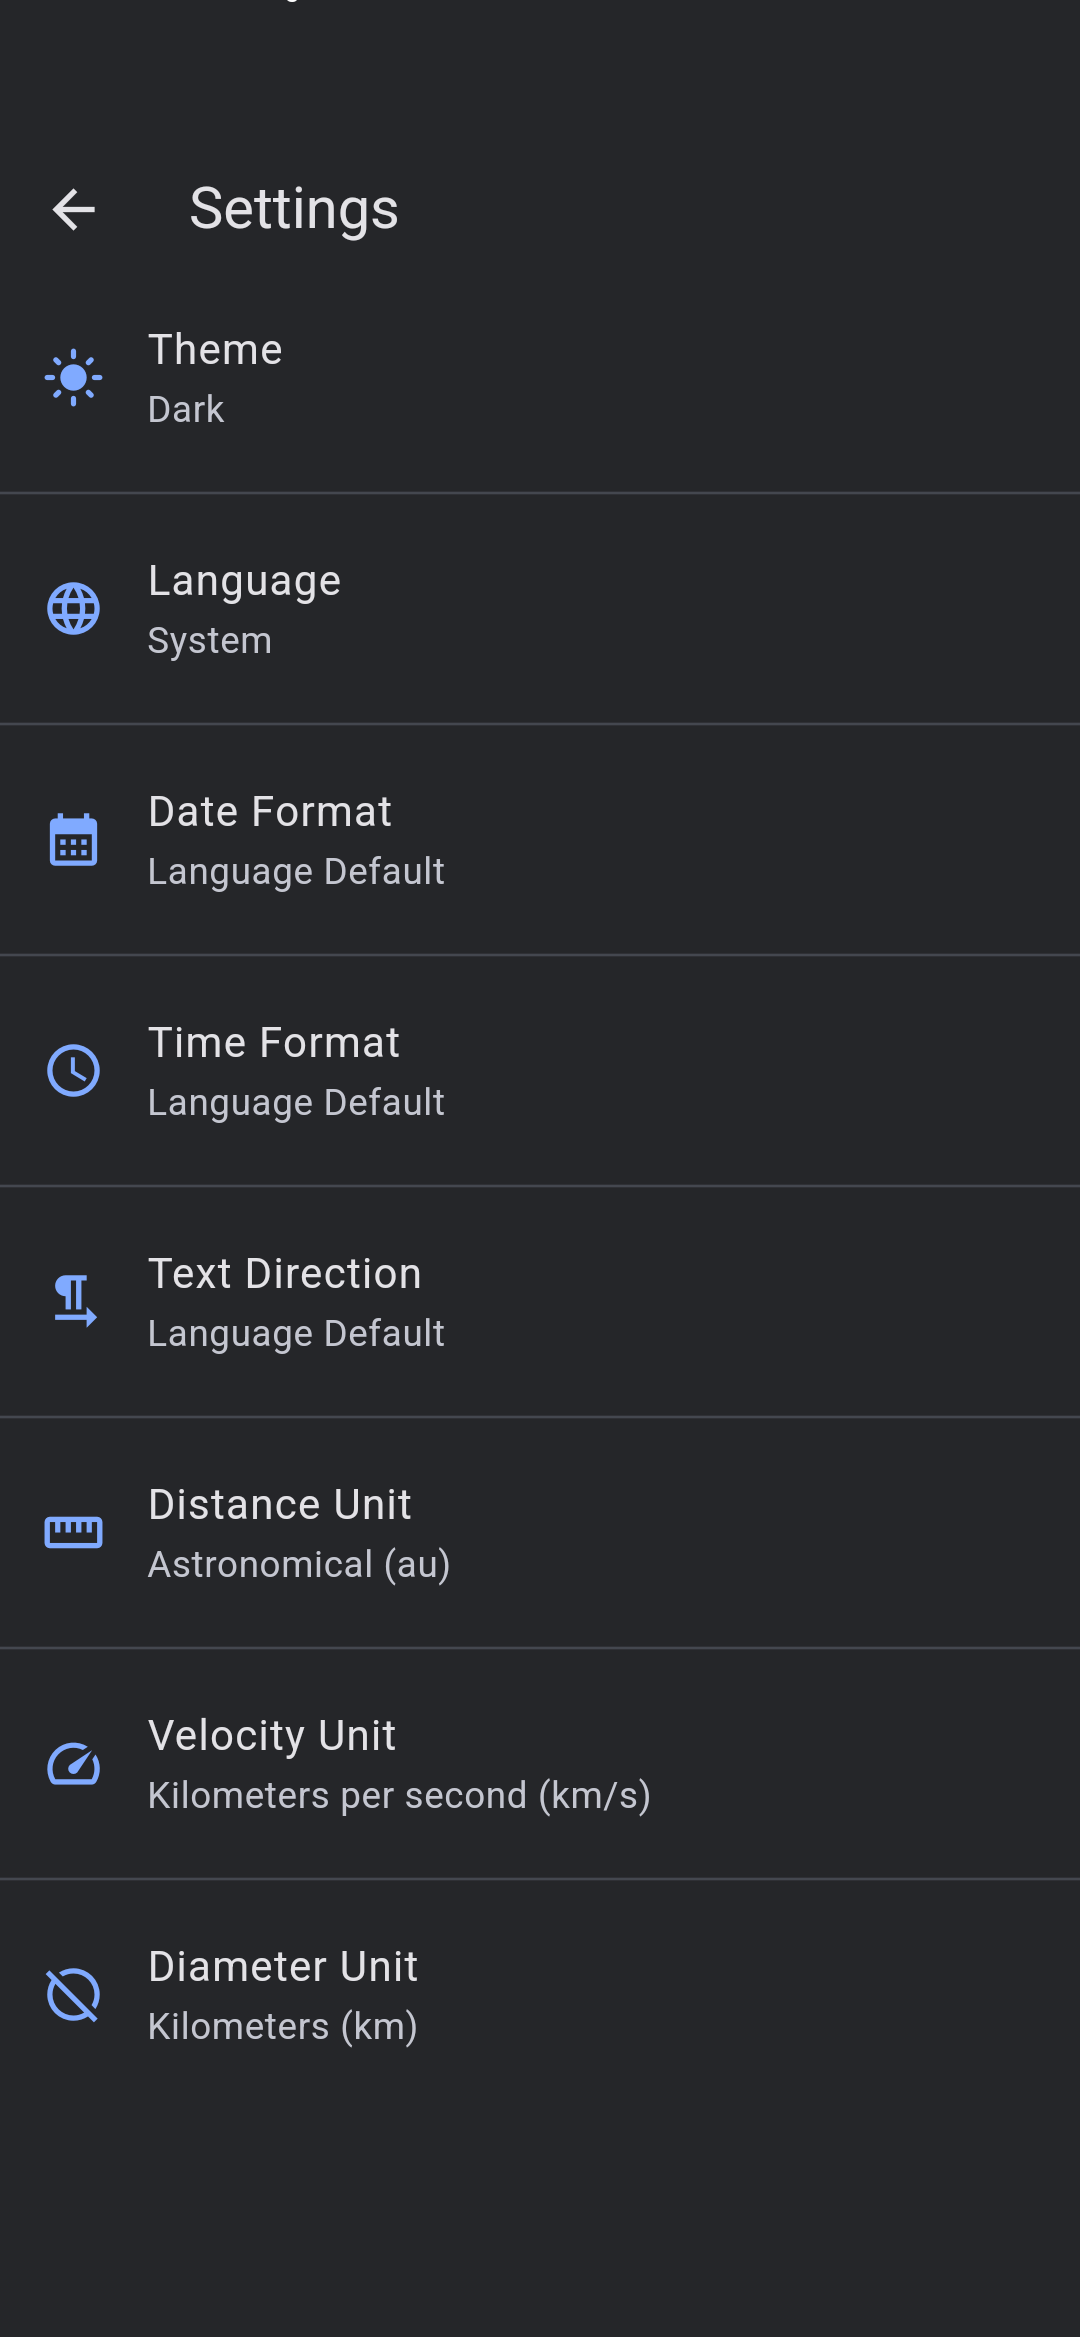 Settings
Theme
Dark
Language
System
Date Format
Language Default
Time Format
Language Default
Text Direction
Language Default
Distance Unit
Astronomical (au)
Velocity Unit
Kilometers per second (km/s)
Diameter Unit
Kilometers (km)